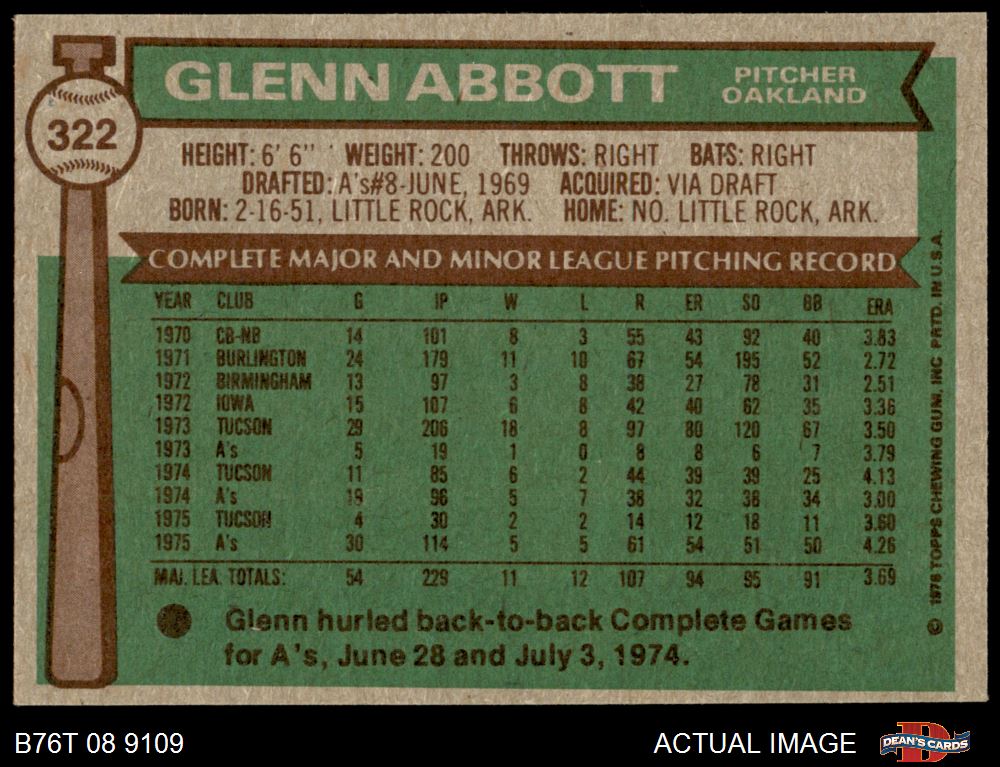 GLENN ABBOTT
PITCHER
OAKLAND
322
HEIGHT: 6' 6" WEIGHT: 200 THROWS: RIGHT BATS: RIGHT
DRAFTED: A's#8-JUNE, 1969 ACQUIRED: VIA DRAFT
BORN: 2-16-51, LITTLE ROCK, ARK. HOME: NO. LITTLE ROCK, ARK.
COMPLETE MAJOR AND MINOR LEAGUE PITCHING RECORD
YEAR CLUB G IP W L R ER SO BB ERA
1970 CB-NB 14 101 8 3 55 43 92 40 3.83
1971 BURLINGTON 24 179 11 10 67 54 195 52 2.72
1972 BIRMINGHAM 13 97 3 8 38 27 78 31 2.51
1972 IOWA 15 107 6 8 42 40 62 35 3.36
1973 TUCSON 29 206 18 8 97 80 120 67 3.50
1973 A's 5 19 1 0 8 8 6 7 3.79
1974 TUCSON 11 85 6 2 44 39 39 25 4.13
1974 A's 19 96 5 7 38 32 38 34 3.00
1975 TUCSON 4 30 2 2 14 12 18 11 3.60
1975 A's 30 114 5 5 61 54 51 50 4.26
MAJ. LEA. TOTALS: 54 229 11 12 107 94 95 91 3.69
Glenn hurled back-to-back Complete Games
for A's, June 28 and July 3, 1974.
© 1976 TOPPS CHEWING GUM, INC PRTD. IN U.S.A.
B76T 08 9109
ACTUAL IMAGE
D
DEAN'S CARDS